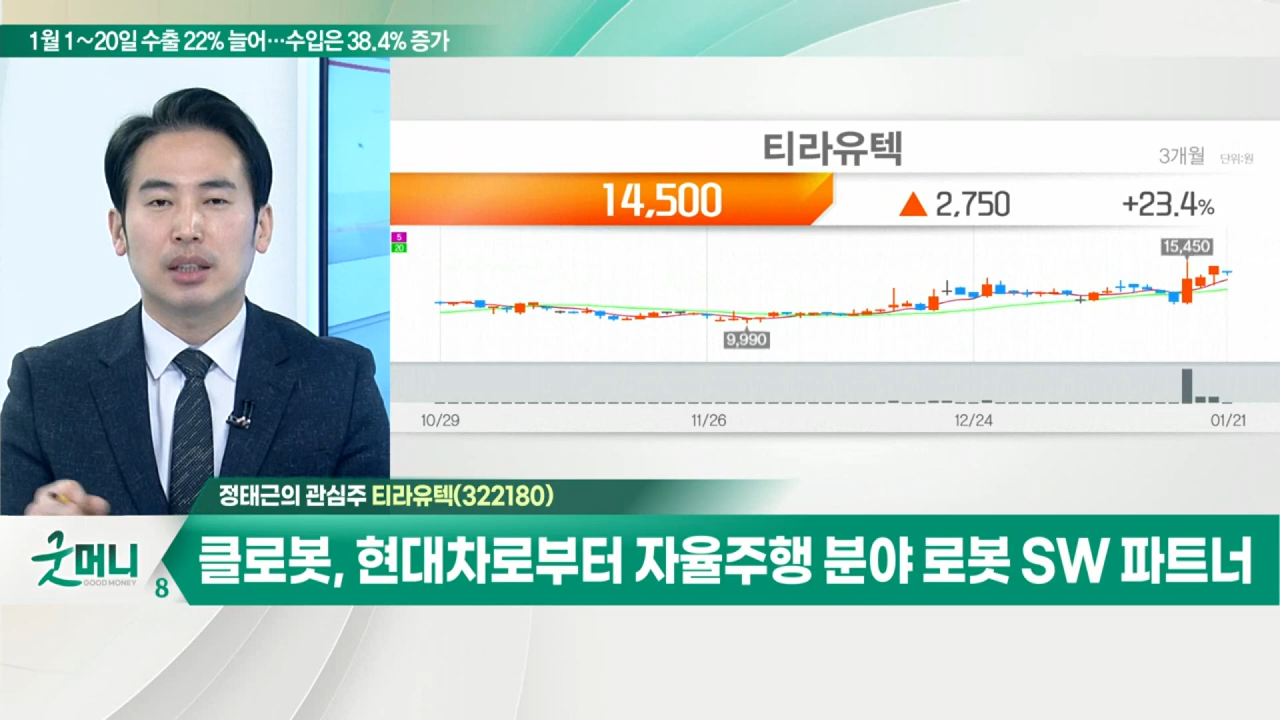 1월 1~20일 수출 22% 늘어…수입은 38.4% 증가
티라유텍
3개월 단위:원
14,500 ▲ 2,750 +23.4%
5
20
15,450
9,990
10/29 11/26 12/24 01/21
정태근의 관심주 티라유텍(322180)
굿머니
GOOD MONEY
8
클로봇, 현대차로부터 자율주행 분야 로봇 SW 파트너